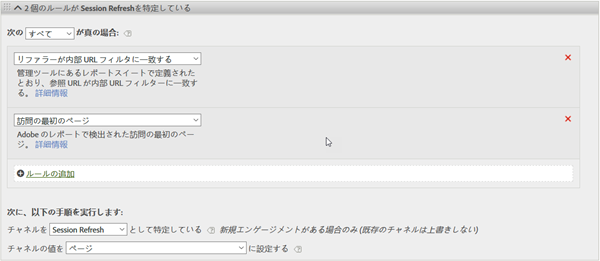 2 個のルールが Session Refreshを特定している
次の すべて が真の場合:
リファラーが内部 URL フィルタに一致する
管理ツールにあるレポートスイートで定義された
とおり、参照 URL が内部 URL フィルターに一致す
る。 詳細情報
訪問の最初のページ
Adobe のレポートで検出された訪問の最初のペー
ジ。 詳細情報
ルールの追加
次に、以下の手順を実行します:
チャネルを Session Refresh として特定している 新規エンゲージメントがある場合のみ (既存のチャネルは上書きしない)
チャネルの値を ページ に設定する